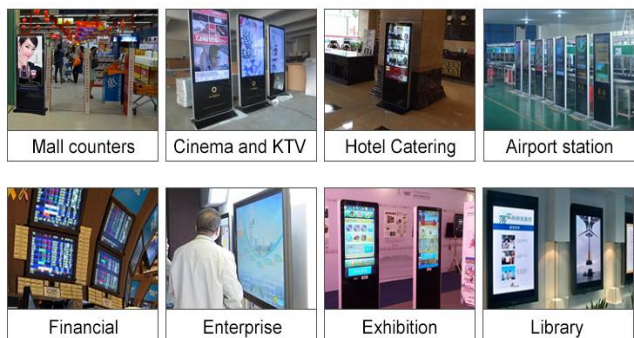 Mall counters
Cinema and KTV
Hotel Catering
Airport station
Financial
Enterprise
Exhibition
Library